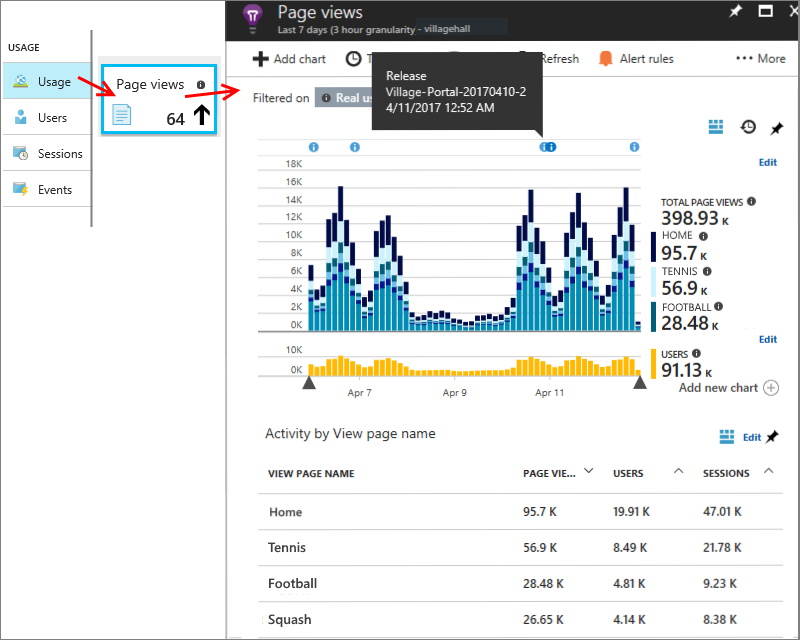 USAGE
Usage
Users
Sessions
Events
Page views
64
Page views
Last 7 days (3 hour granularity - villagehall
Add chart
Refresh
Alert rules
More
Release
Village-Portal-20170410-2
4/11/2017 12:52 AM
Filtered on
Real us
Edit
18K
16K
14K
12K
10K
8K
6K
4K
2K
0K
TOTAL PAGE VIEWS
398.93 K
HOME
95.7 K
TENNIS
56.9 K
FOOTBALL
28.48 K
Edit
10K
0K
USERS
91.13 K
Apr 7
Apr 9
Apr 11
Add new chart
Activity by View page name
Edit
VIEW PAGE NAME PAGE VIE... USERS SESSIONS
Home 95.7 K 19.91 K 47.01 K
Tennis 56.9 K 8.49 K 21.78 K
Football 28.48 K 4.81 K 9.23 K
Squash 26.65 K 4.14 K 8.38 K